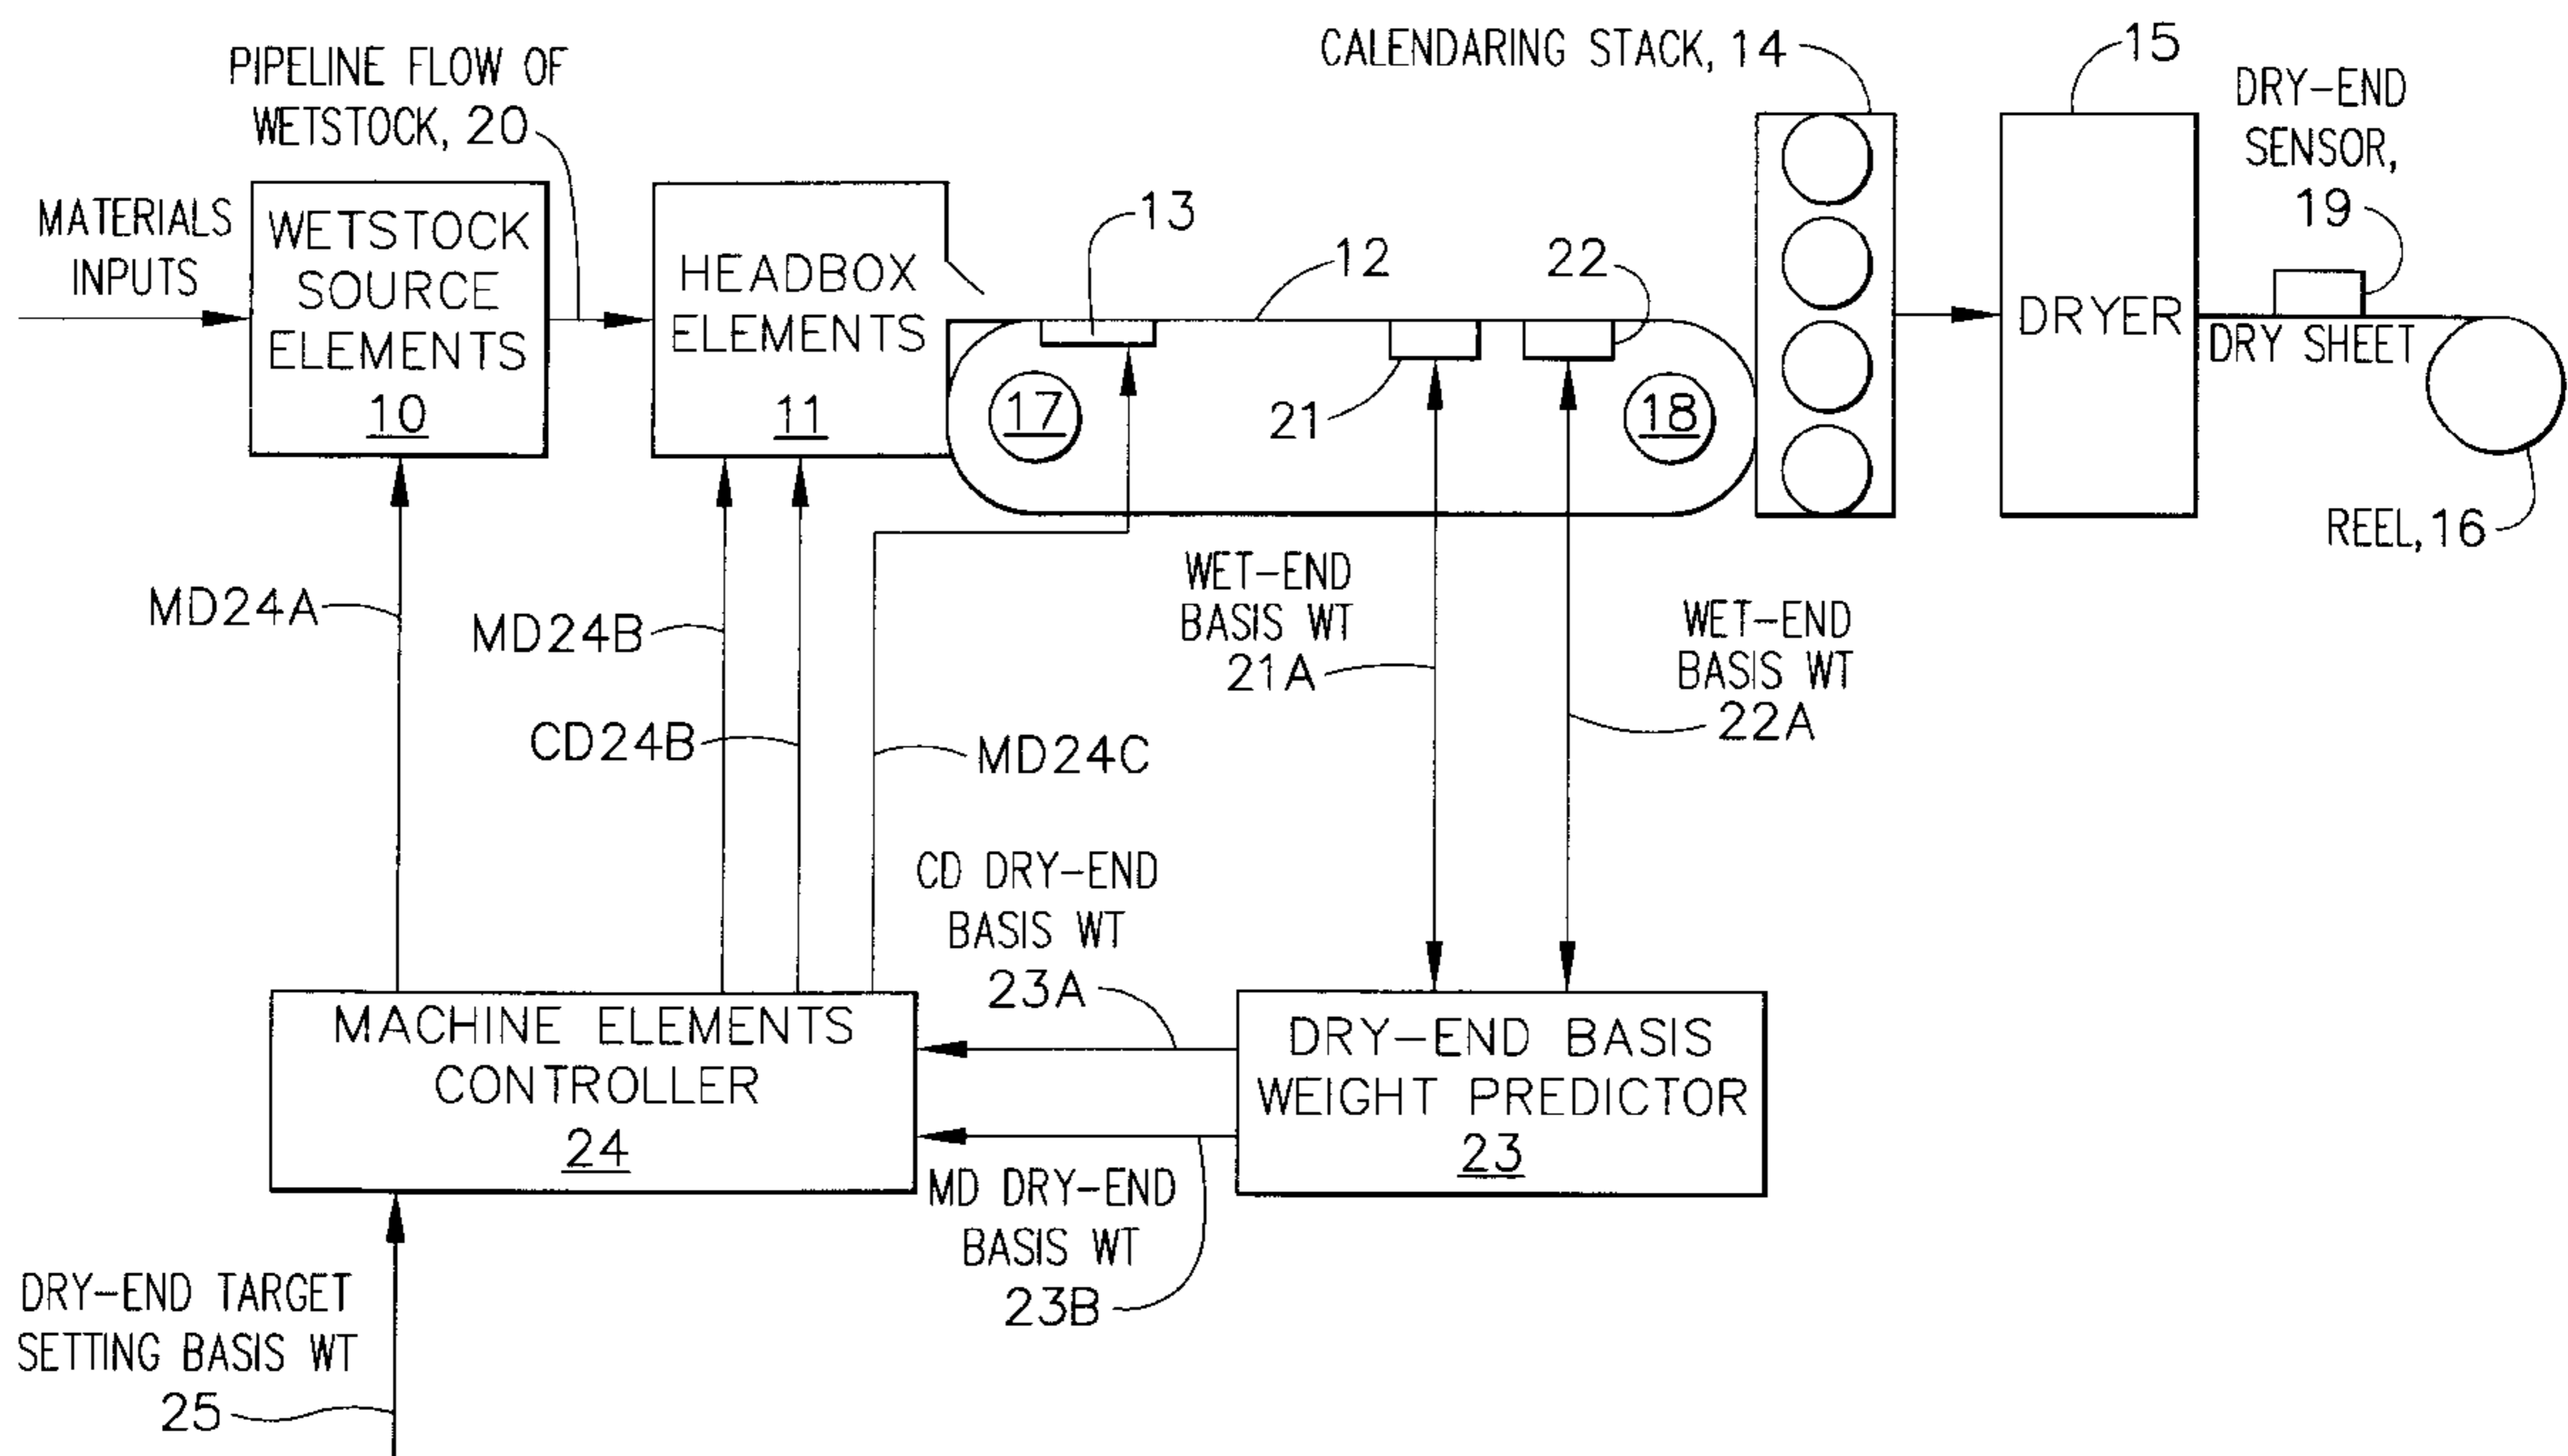 PIPELINE FLOW OF
WETSTOCK, 20
CALENDARING STACK, 14
15
DRY-END
SENSOR,
19
MATERIALS
INPUTS
WETSTOCK
SOURCE
ELEMENTS
10
HEADBOX
ELEMENTS
11
13
12
22
21
17
18
DRYER
DRY SHEET
REEL, 16
MD24A
MD24B
CD24B
MD24C
WET-END
BASIS WT
21A
WET-END
BASIS WT
22A
CD DRY-END
BASIS WT
23A
MACHINE ELEMENTS
CONTROLLER
24
DRY-END BASIS
WEIGHT PREDICTOR
23
MD DRY-END
BASIS WT
23B
DRY-END TARGET
SETTING BASIS WT
25